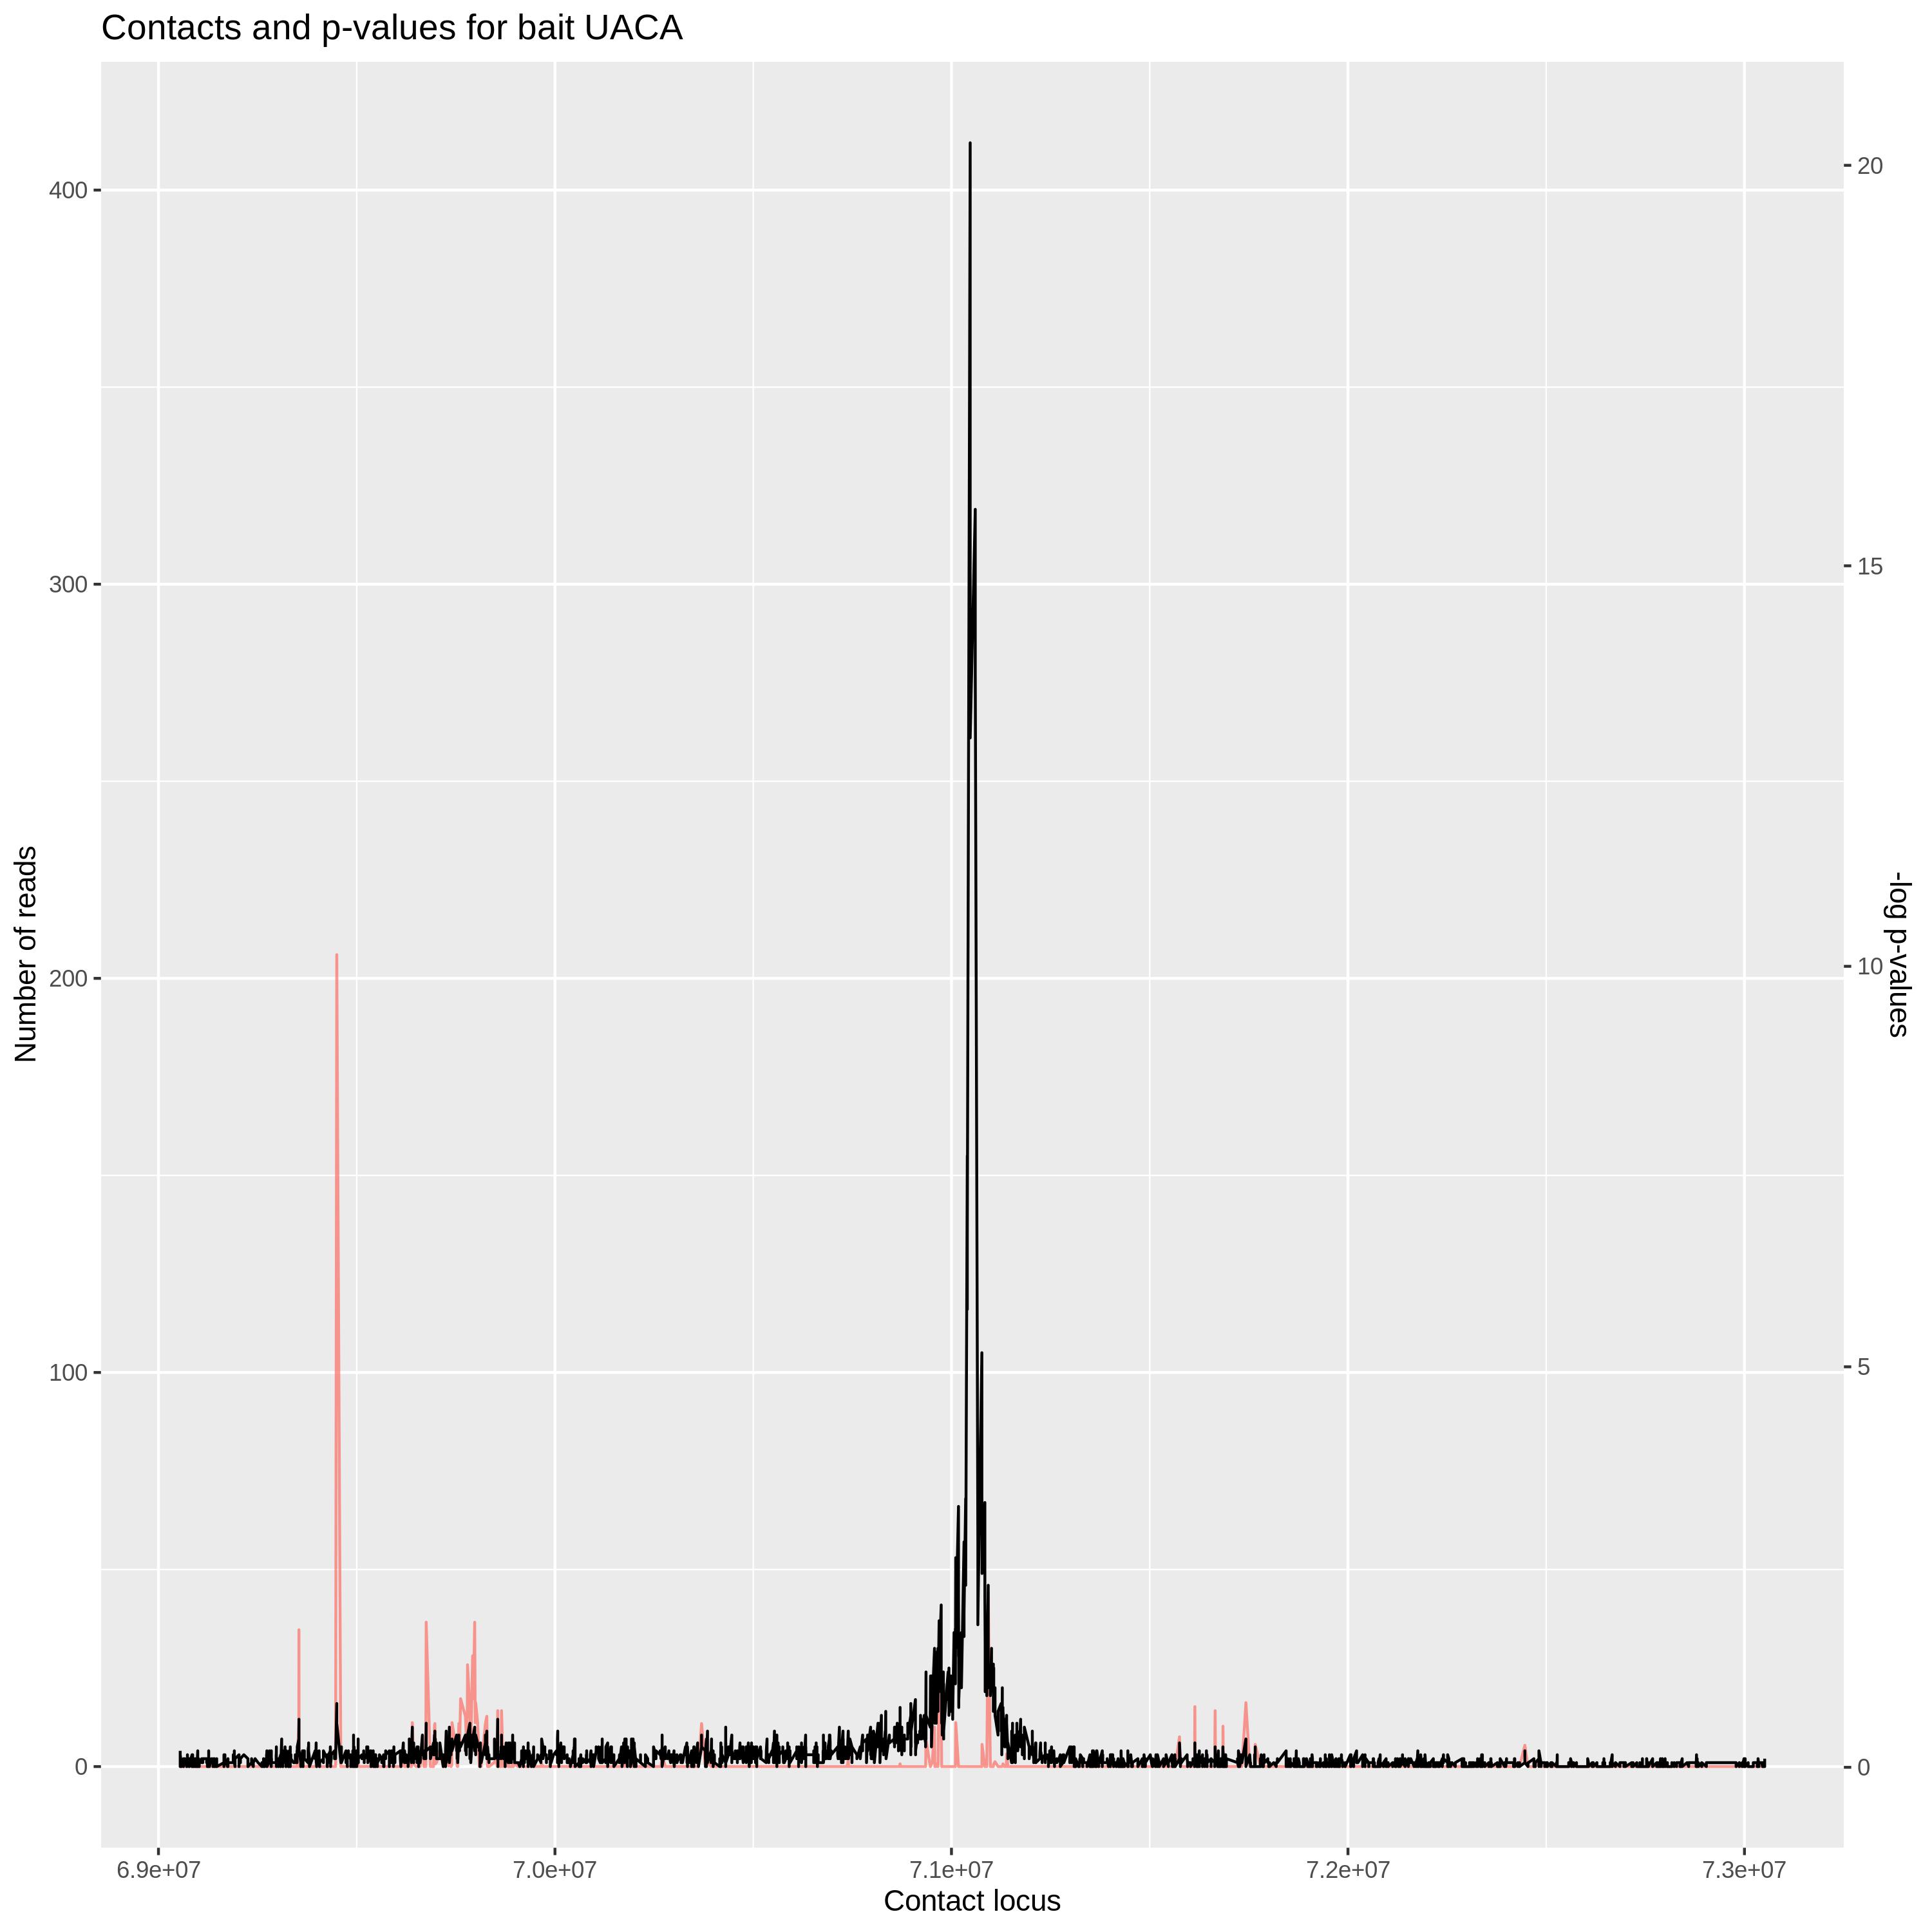 Contacts and p-values for bait UACA
Number of reads
400
300
200
100
0
20
15
10
5
0
-log p-values
6.9e+07
7.0e+07
7.1e+07
7.2e+07
7.3e+07
Contact locus